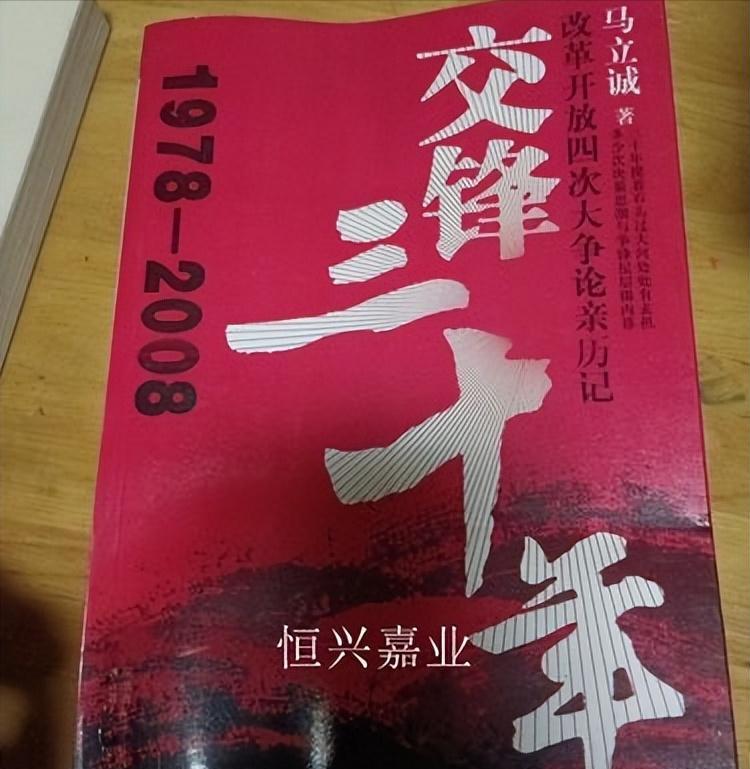 马立诚 著
改革开放四次大争论亲历记
交锋
三十年
1978—2008
恒兴嘉业